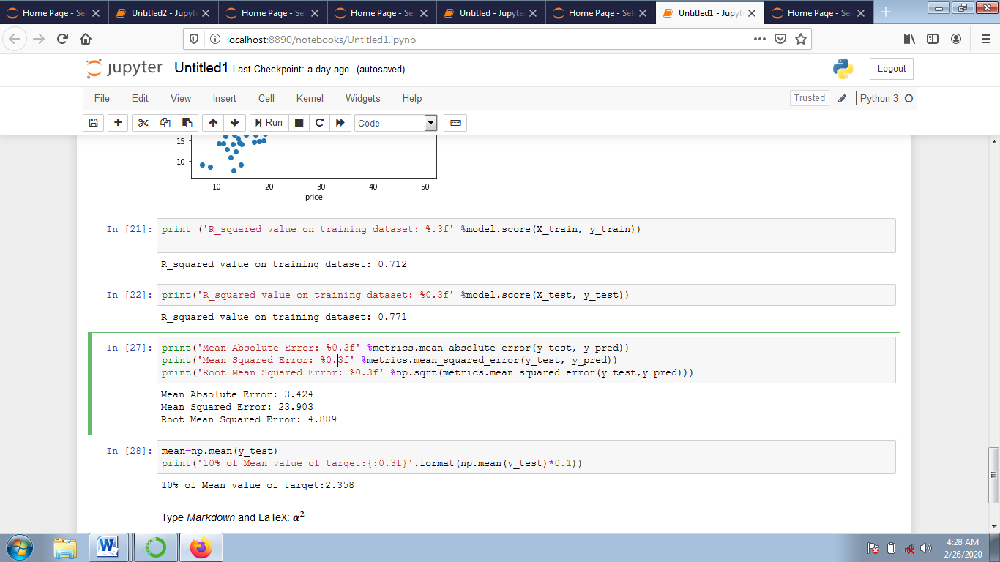 Home Page - Sel
Untitled2 - Jupyt
Home Page - Sel
Home Page - Sel
Untitled - Jupyter
Home Page - Sel
Untitled1 - Jupyt
Home Page - Sel
localhost:8890/notebooks/Untitled1.ipynb
jupyter Untitled1 Last Checkpoint: a day ago (autosaved)
Logout
File Edit View Insert Cell Kernel Widgets Help
Trusted Python 3
Run Code
15
10
10 20 30 40 50
price
In [21]: print ('R_squared value on training dataset: %.3f' %model.score(X_train, y_train))
R_squared value on training dataset: 0.712
In [22]: print('R_squared value on training dataset: %0.3f' %model.score(X_test, y_test))
R_squared value on training dataset: 0.771
In [27]: print('Mean Absolute Error: %0.3f' %metrics.mean_absolute_error(y_test, y_pred))
print('Mean Squared Error: %0.3f' %metrics.mean_squared_error(y_test, y_pred))
print('Root Mean Squared Error: %0.3f' %np.sqrt(metrics.mean_squared_error(y_test,y_pred)))
Mean Absolute Error: 3.424
Mean Squared Error: 23.903
Root Mean Squared Error: 4.889
In [28]: mean=np.mean(y_test)
print('10% of Mean value of target:{:0.3f}'.format(np.mean(y_test)*0.1))
10% of Mean value of target:2.358
Type Markdown and LaTeX: α²
4:28 AM
2/26/2020